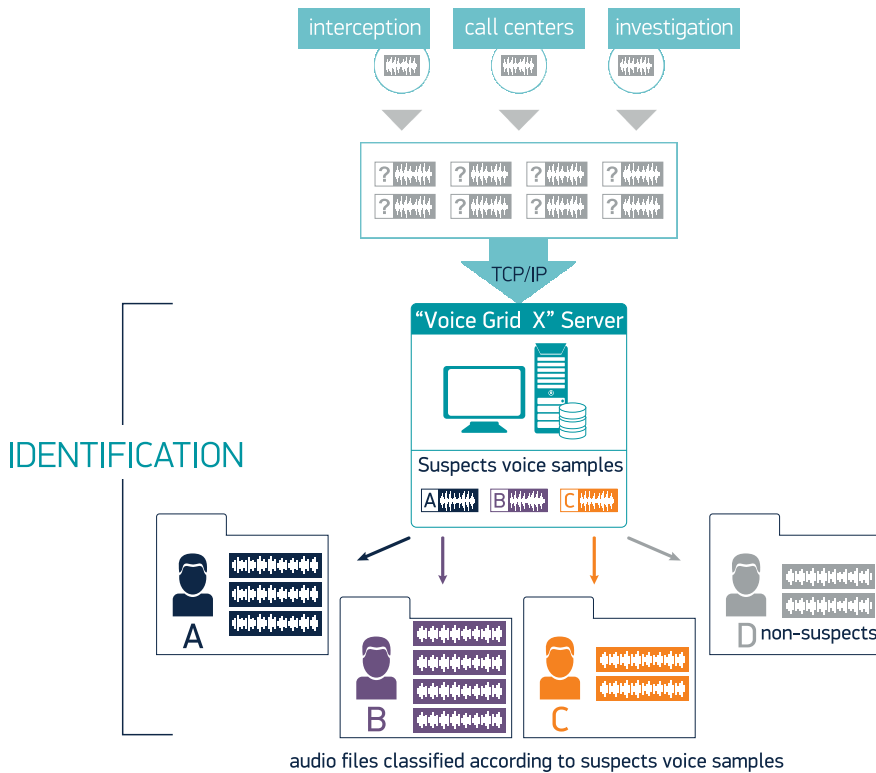 interception
call centers
investigation
? ? ? ?
? ? ? ?
TCP/IP
“Voice Grid X” Server
IDENTIFICATION
Suspects voice samples
A B C
A
B
C
D non-suspects
audio files classified according to suspects voice samples